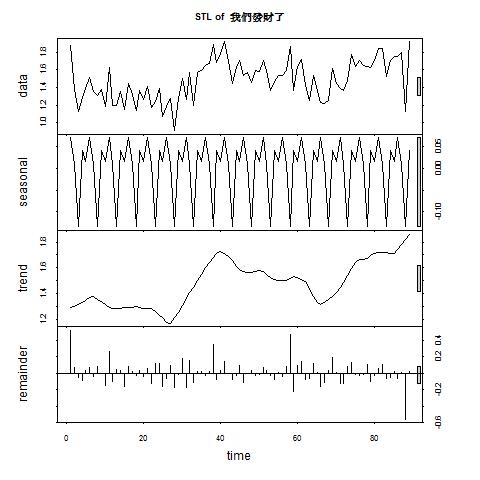 STL of 我們發財了
data
1.0 1.2 1.4 1.6 1.8
seasonal
-0.10 0.00 0.05
trend
1.2 1.4 1.6 1.8
remainder
-0.6 -0.2 0.2 0.4
0 20 40 60 80
time